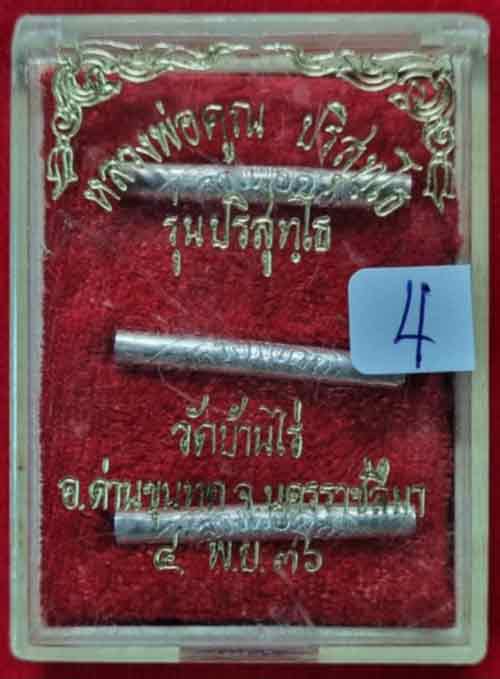 หลวงพ่อคูณ ปริสุทฺโธ
รุ่นปริสุทฺโธ
4
วัดบ้านไร่
อ.ด่านขุนทด จ.นครราชสีมา
๕ พ.ย. ๓๖